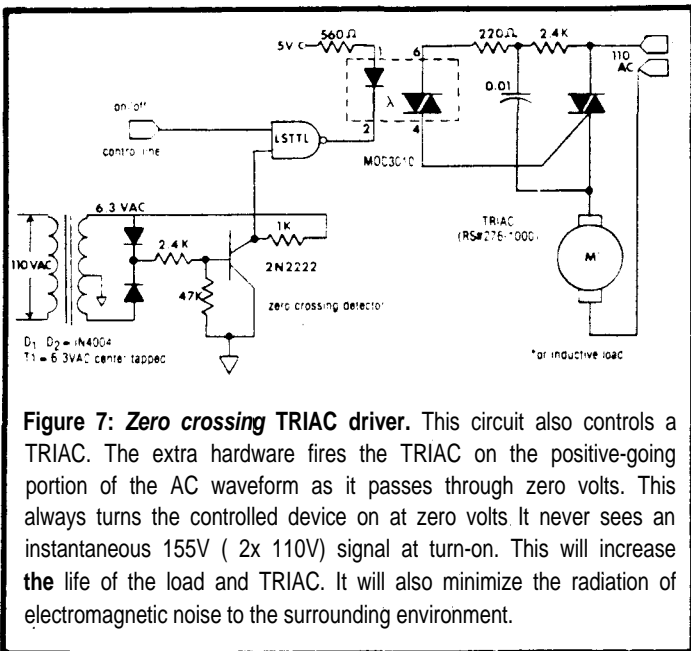 560Ω
220Ω
2.4K
5V
1
6
110
AC
0.01
λ
on/off
control line
LSTTL
2
4
MOC3010
6.3 VAC
1K
TRIAC
(RS#276-1000)
M
110VAC
2.4K
2N2222
47K
zero crossing detector
D1 D2 = IN4004
T1 = 6.3VAC center tapped
*or inductive load
Figure 7: Zero crossing TRIAC driver. This circuit also controls a
TRIAC. The extra hardware fires the TRIAC on the positive-going
portion of the AC waveform as it passes through zero volts. This
always turns the controlled device on at zero volts. It never sees an
instantaneous 155V ( 2x 110V) signal at turn-on. This will increase
the life of the load and TRIAC. It will also minimize the radiation of
electromagnetic noise to the surrounding environment.